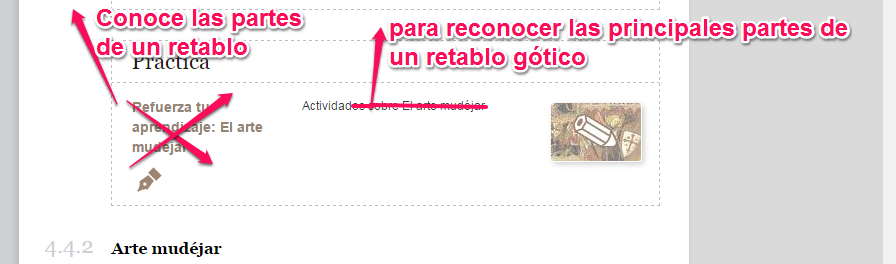 Conoce las partes
de un retablo
para reconocer las principales partes de
un retablo gótico
Practica
Refuerza tu
aprendizaje: El arte
mudéjar
Actividades sobre El arte mudéjar
4.4.2 Arte mudéjar